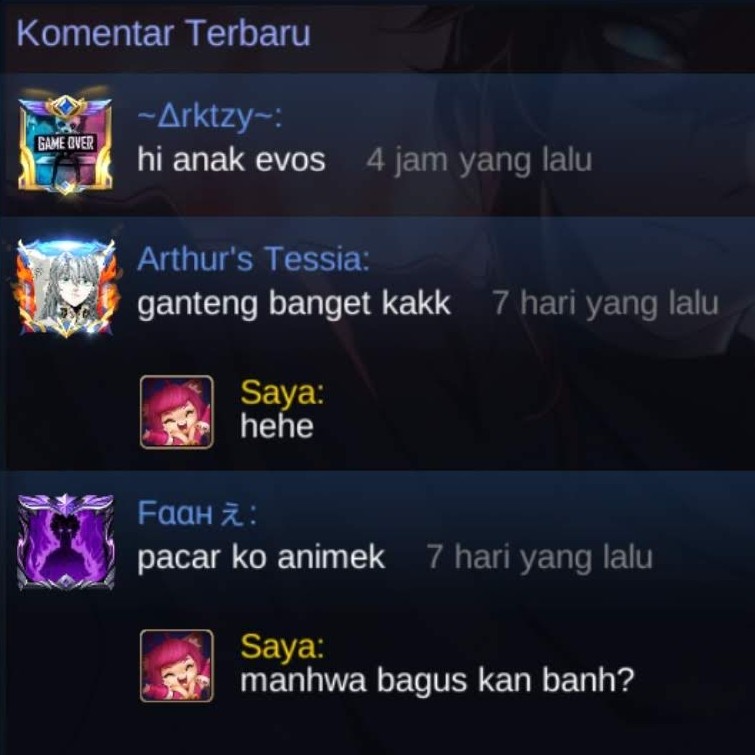 Komentar Terbaru
~Δrktzy~:
GAME OVER
hi anak evos 4 jam yang lalu
Arthur's Tessia:
ganteng banget kakk 7 hari yang lalu
Saya:
hehe
Fααн え:
pacar ko animek 7 hari yang lalu
Saya:
manhwa bagus kan banh?